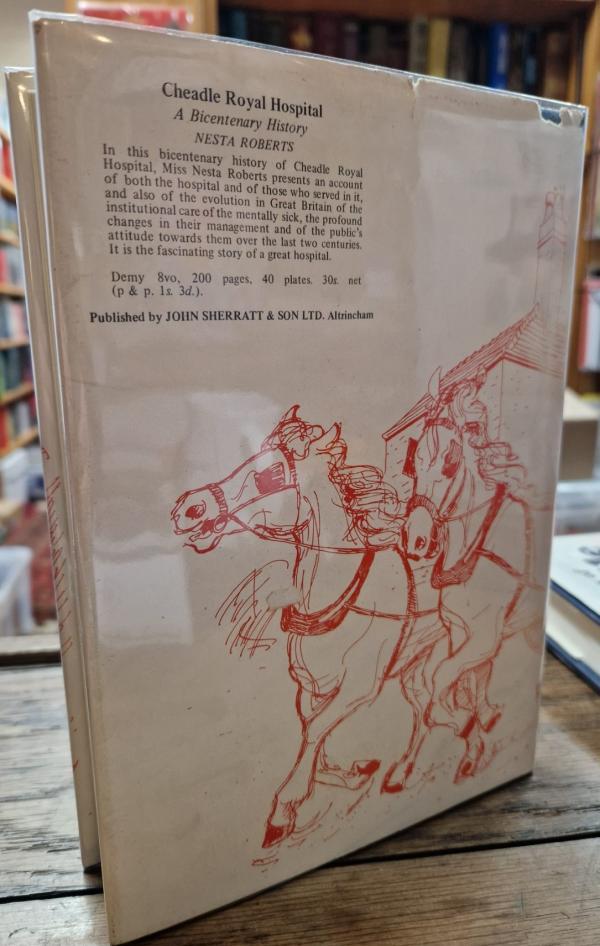 Cheadle Royal Hospital
A Bicentenary History
NESTA ROBERTS
In this bicentenary history of Cheadle Royal
Hospital, Miss Nesta Roberts presents an account
of both the hospital and of those who served in it,
and also of the evolution in Great Britain of the
institutional care of the mentally sick, the profound
changes in their management and of the public's
attitude towards them over the last two centuries.
It is the fascinating story of a great hospital.
Demy 8vo, 200 pages, 40 plates. 30s. net
(p & p. 1s. 3d.).
Published by JOHN SHERRATT & SON LTD. Altrincham